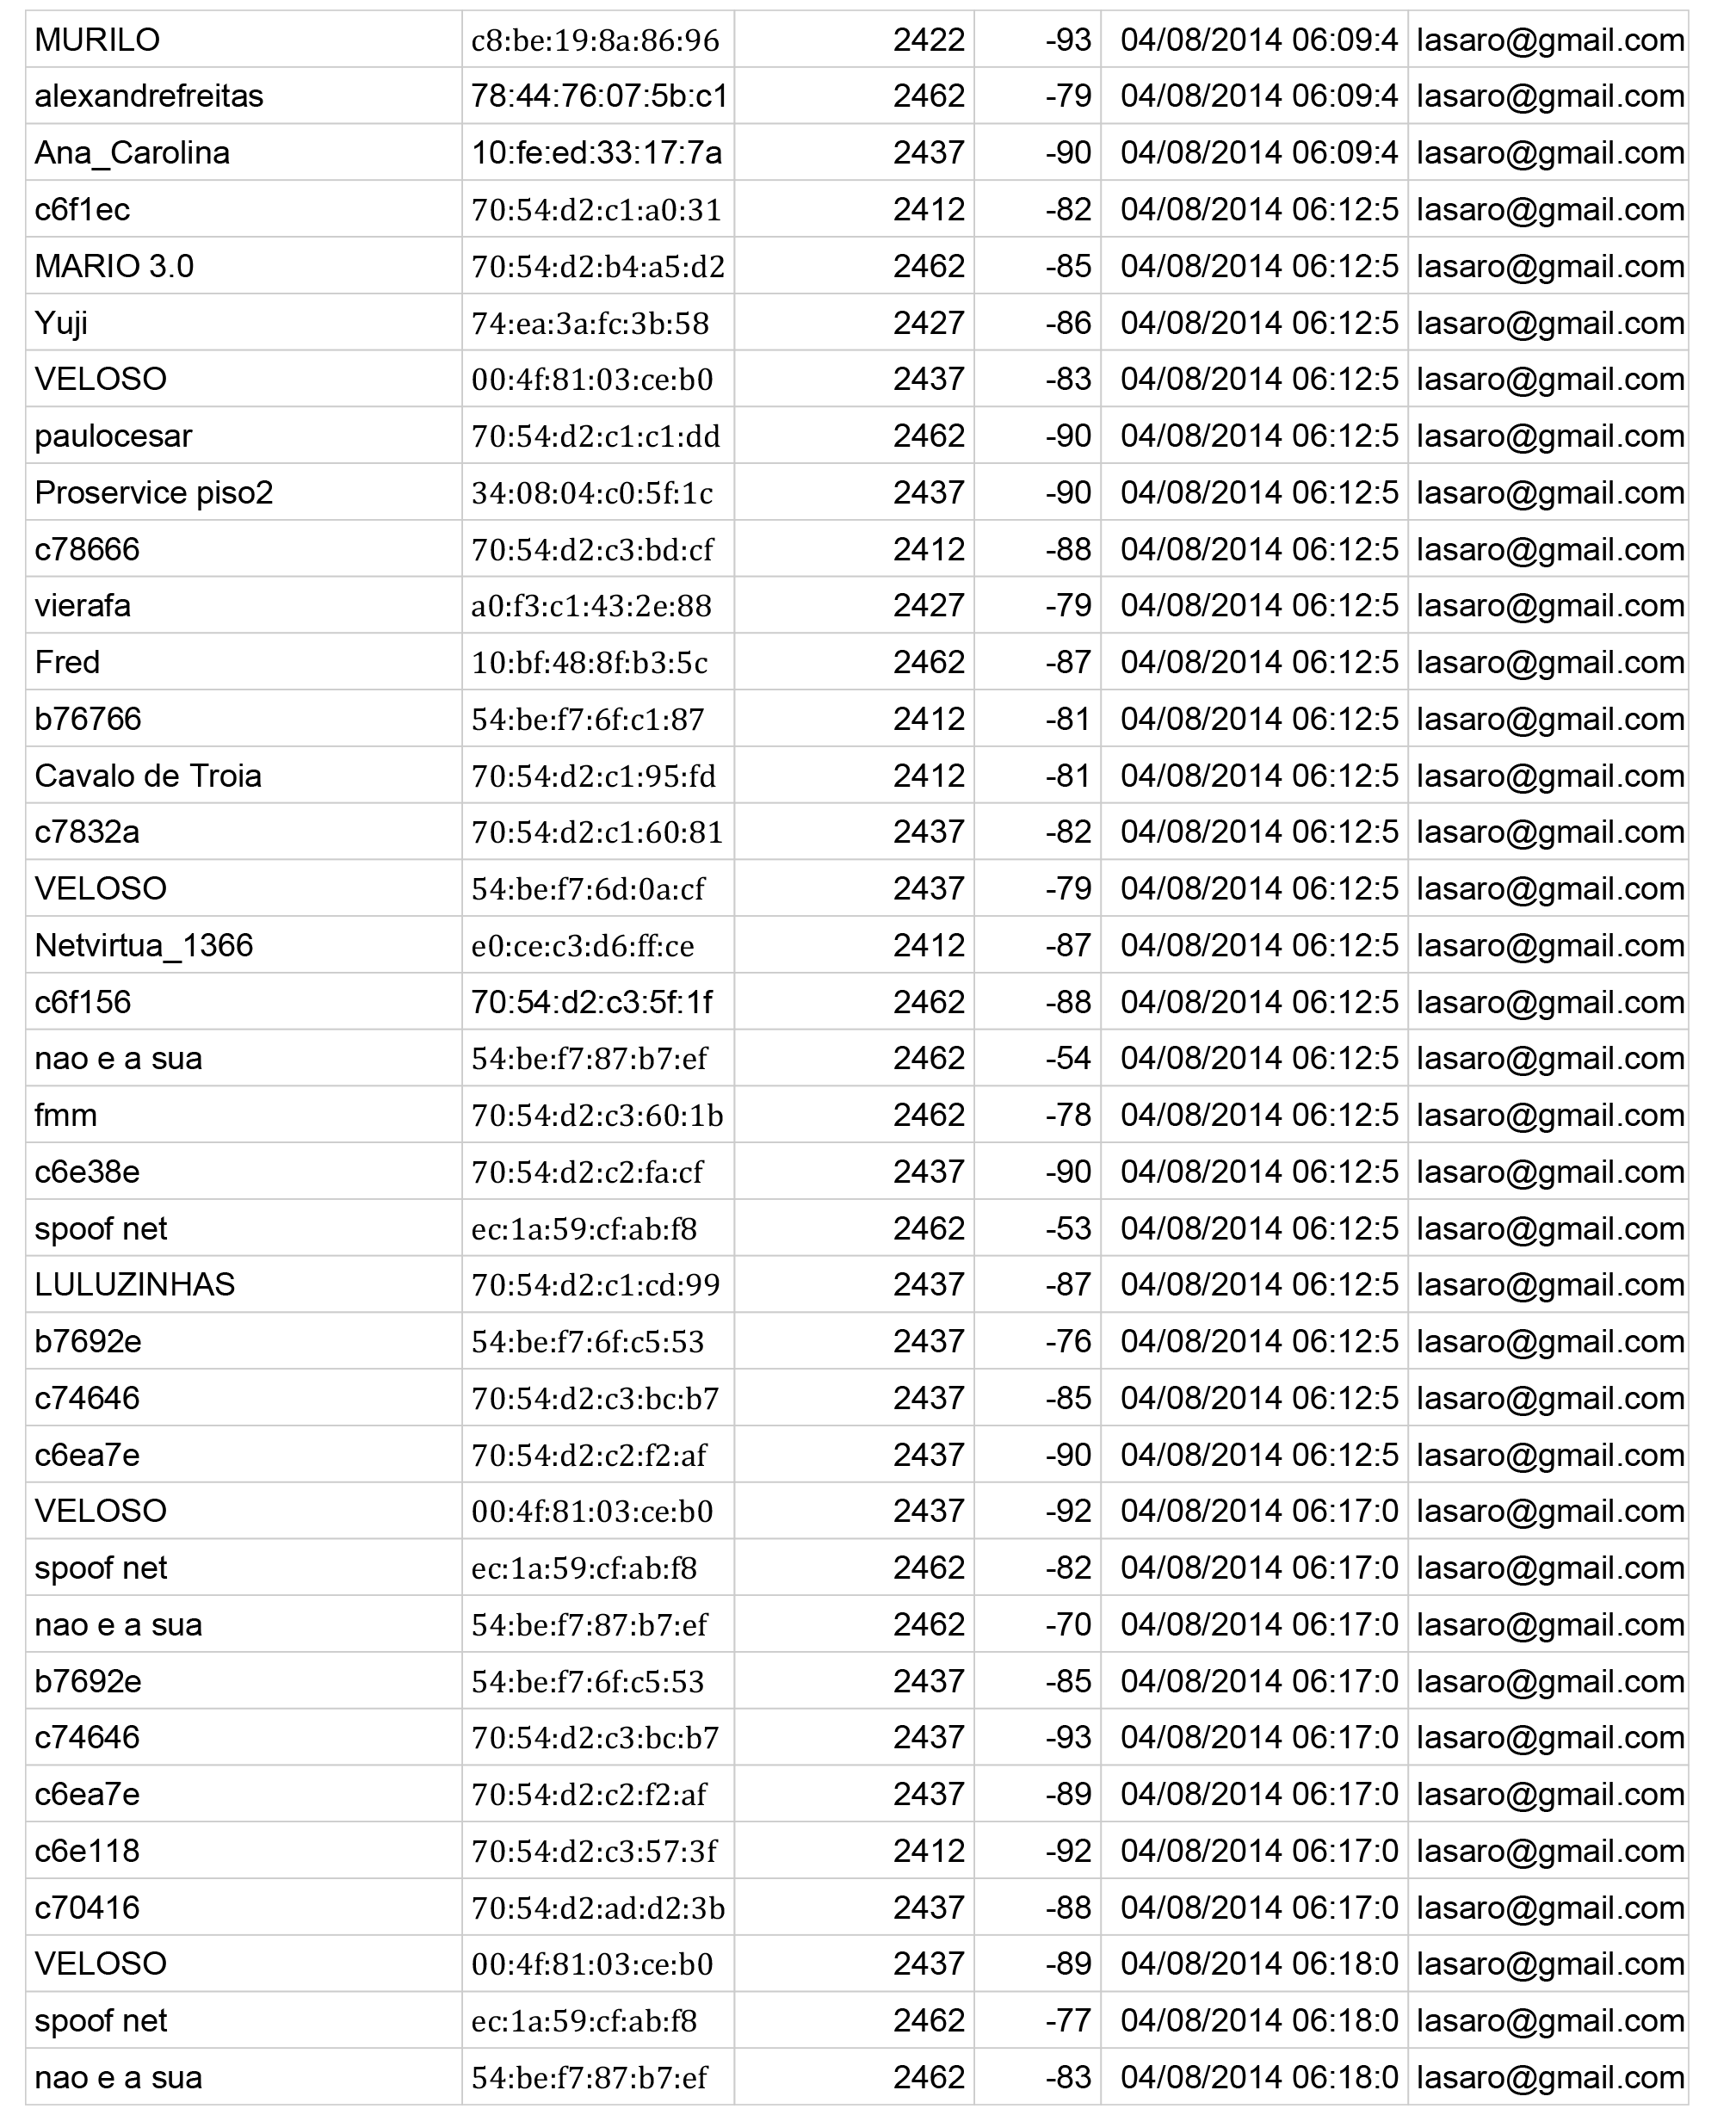 MURILO c8:be:19:8a:86:96 2422 -93 04/08/2014 06:09:4 lasaro@gmail.com
alexandrefreitas 78:44:76:07:5b:c1 2462 -79 04/08/2014 06:09:4 lasaro@gmail.com
Ana_Carolina 10:fe:ed:33:17:7a 2437 -90 04/08/2014 06:09:4 lasaro@gmail.com
c6f1ec 70:54:d2:c1:a0:31 2412 -82 04/08/2014 06:12:5 lasaro@gmail.com
MARIO 3.0 70:54:d2:b4:a5:d2 2462 -85 04/08/2014 06:12:5 lasaro@gmail.com
Yuji 74:ea:3a:fc:3b:58 2427 -86 04/08/2014 06:12:5 lasaro@gmail.com
VELOSO 00:4f:81:03:ce:b0 2437 -83 04/08/2014 06:12:5 lasaro@gmail.com
paulocesar 70:54:d2:c1:c1:dd 2462 -90 04/08/2014 06:12:5 lasaro@gmail.com
Proservice piso2 34:08:04:c0:5f:1c 2437 -90 04/08/2014 06:12:5 lasaro@gmail.com
c78666 70:54:d2:c3:bd:cf 2412 -88 04/08/2014 06:12:5 lasaro@gmail.com
vierafa a0:f3:c1:43:2e:88 2427 -79 04/08/2014 06:12:5 lasaro@gmail.com
Fred 10:bf:48:8f:b3:5c 2462 -87 04/08/2014 06:12:5 lasaro@gmail.com
b76766 54:be:f7:6f:c1:87 2412 -81 04/08/2014 06:12:5 lasaro@gmail.com
Cavalo de Troia 70:54:d2:c1:95:fd 2412 -81 04/08/2014 06:12:5 lasaro@gmail.com
c7832a 70:54:d2:c1:60:81 2437 -82 04/08/2014 06:12:5 lasaro@gmail.com
VELOSO 54:be:f7:6d:0a:cf 2437 -79 04/08/2014 06:12:5 lasaro@gmail.com
Netvirtua_1366 e0:ce:c3:d6:ff:ce 2412 -87 04/08/2014 06:12:5 lasaro@gmail.com
c6f156 70:54:d2:c3:5f:1f 2462 -88 04/08/2014 06:12:5 lasaro@gmail.com
nao e a sua 54:be:f7:87:b7:ef 2462 -54 04/08/2014 06:12:5 lasaro@gmail.com
fmm 70:54:d2:c3:60:1b 2462 -78 04/08/2014 06:12:5 lasaro@gmail.com
c6e38e 70:54:d2:c2:fa:cf 2437 -90 04/08/2014 06:12:5 lasaro@gmail.com
spoof net ec:1a:59:cf:ab:f8 2462 -53 04/08/2014 06:12:5 lasaro@gmail.com
LULUZINHAS 70:54:d2:c1:cd:99 2437 -87 04/08/2014 06:12:5 lasaro@gmail.com
b7692e 54:be:f7:6f:c5:53 2437 -76 04/08/2014 06:12:5 lasaro@gmail.com
c74646 70:54:d2:c3:bc:b7 2437 -85 04/08/2014 06:12:5 lasaro@gmail.com
c6ea7e 70:54:d2:c2:f2:af 2437 -90 04/08/2014 06:12:5 lasaro@gmail.com
VELOSO 00:4f:81:03:ce:b0 2437 -92 04/08/2014 06:17:0 lasaro@gmail.com
spoof net ec:1a:59:cf:ab:f8 2462 -82 04/08/2014 06:17:0 lasaro@gmail.com
nao e a sua 54:be:f7:87:b7:ef 2462 -70 04/08/2014 06:17:0 lasaro@gmail.com
b7692e 54:be:f7:6f:c5:53 2437 -85 04/08/2014 06:17:0 lasaro@gmail.com
c74646 70:54:d2:c3:bc:b7 2437 -93 04/08/2014 06:17:0 lasaro@gmail.com
c6ea7e 70:54:d2:c2:f2:af 2437 -89 04/08/2014 06:17:0 lasaro@gmail.com
c6e118 70:54:d2:c3:57:3f 2412 -92 04/08/2014 06:17:0 lasaro@gmail.com
c70416 70:54:d2:ad:d2:3b 2437 -88 04/08/2014 06:17:0 lasaro@gmail.com
VELOSO 00:4f:81:03:ce:b0 2437 -89 04/08/2014 06:18:0 lasaro@gmail.com
spoof net ec:1a:59:cf:ab:f8 2462 -77 04/08/2014 06:18:0 lasaro@gmail.com
nao e a sua 54:be:f7:87:b7:ef 2462 -83 04/08/2014 06:18:0 lasaro@gmail.com